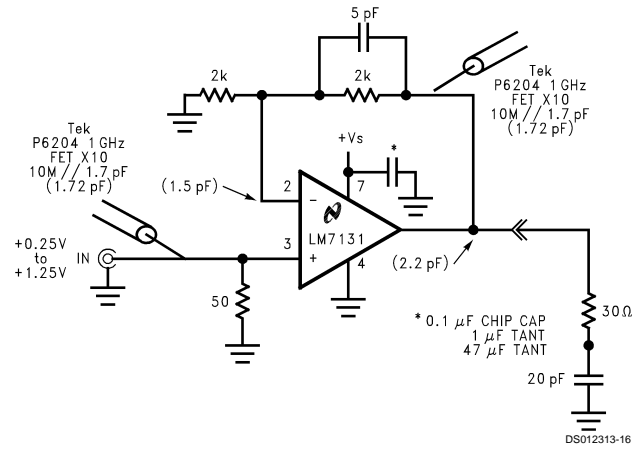 5 pF
2k
2k
Tek
P6204 1 GHz
FET X10
10M // 1.7 pF
(1.72 pF)
Tek
P6204 1 GHz
FET X10
10M // 1.7 pF
(1.72 pF)
+Vs
*
(1.5 pF)
2
7
−
LM7131
+0.25V
to
+1.25V
IN
3
+
4
(2.2 pF)
50
* 0.1 µF CHIP CAP
1 µF TANT
47 µF TANT
30Ω
20 pF
DS012313-16